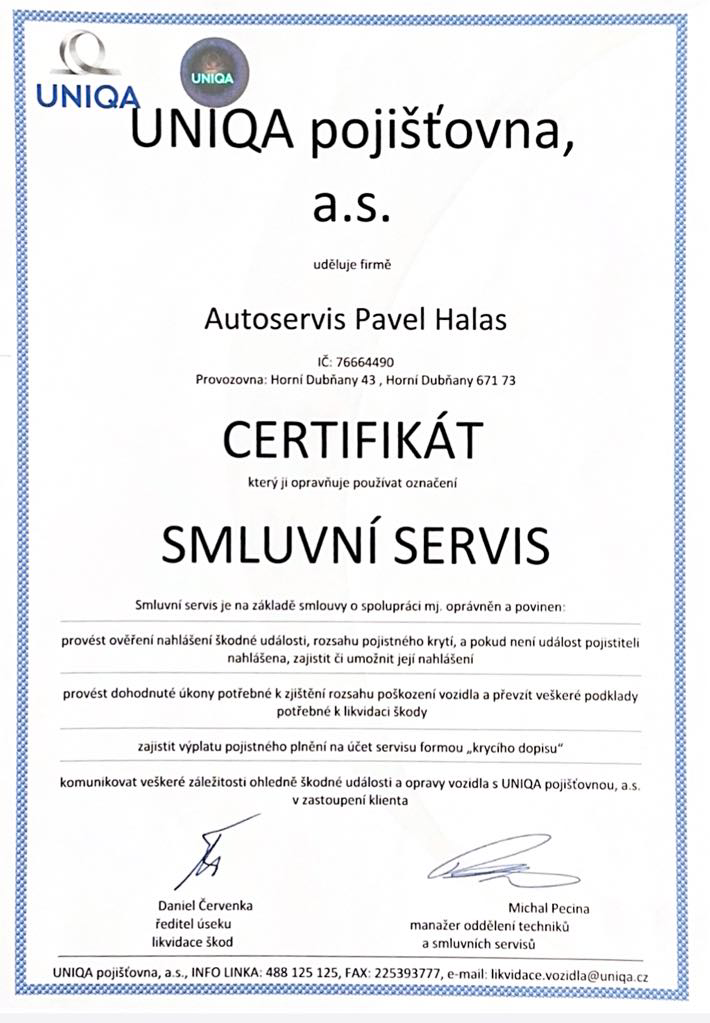 UNIQA
UNIQA
UNIQA pojišťovna,
a.s.
uděluje firmě
Autoservis Pavel Halas
IČ: 76664490
Provozovna: Horní Dubňany 43 , Horní Dubňany 671 73
CERTIFIKÁT
který ji opravňuje používat označení
SMLUVNÍ SERVIS
Smluvní servis je na základě smlouvy o spolupráci mj. oprávněn a povinen:
provést ověření nahlášení škodné události, rozsahu pojistného krytí, a pokud není událost pojistiteli
nahlášena, zajistit či umožnit její nahlášení
provést dohodnuté úkony potřebné k zjištění rozsahu poškození vozidla a převzít veškeré podklady
potřebné k likvidaci škody
zajistit výplatu pojistného plnění na účet servisu formou „krycího dopisu“
komunikovat veškeré záležitosti ohledně škodné události a opravy vozidla s UNIQA pojišťovnou, a.s.
v zastoupení klienta
Daniel Červenka
ředitel úseku
likvidace škod
Michal Pecina
manažer oddělení techniků
a smluvních servisů
UNIQA pojišťovna, a.s., INFO LINKA: 488 125 125, FAX: 225393777, e-mail: likvidace.vozidla@uniqa.cz